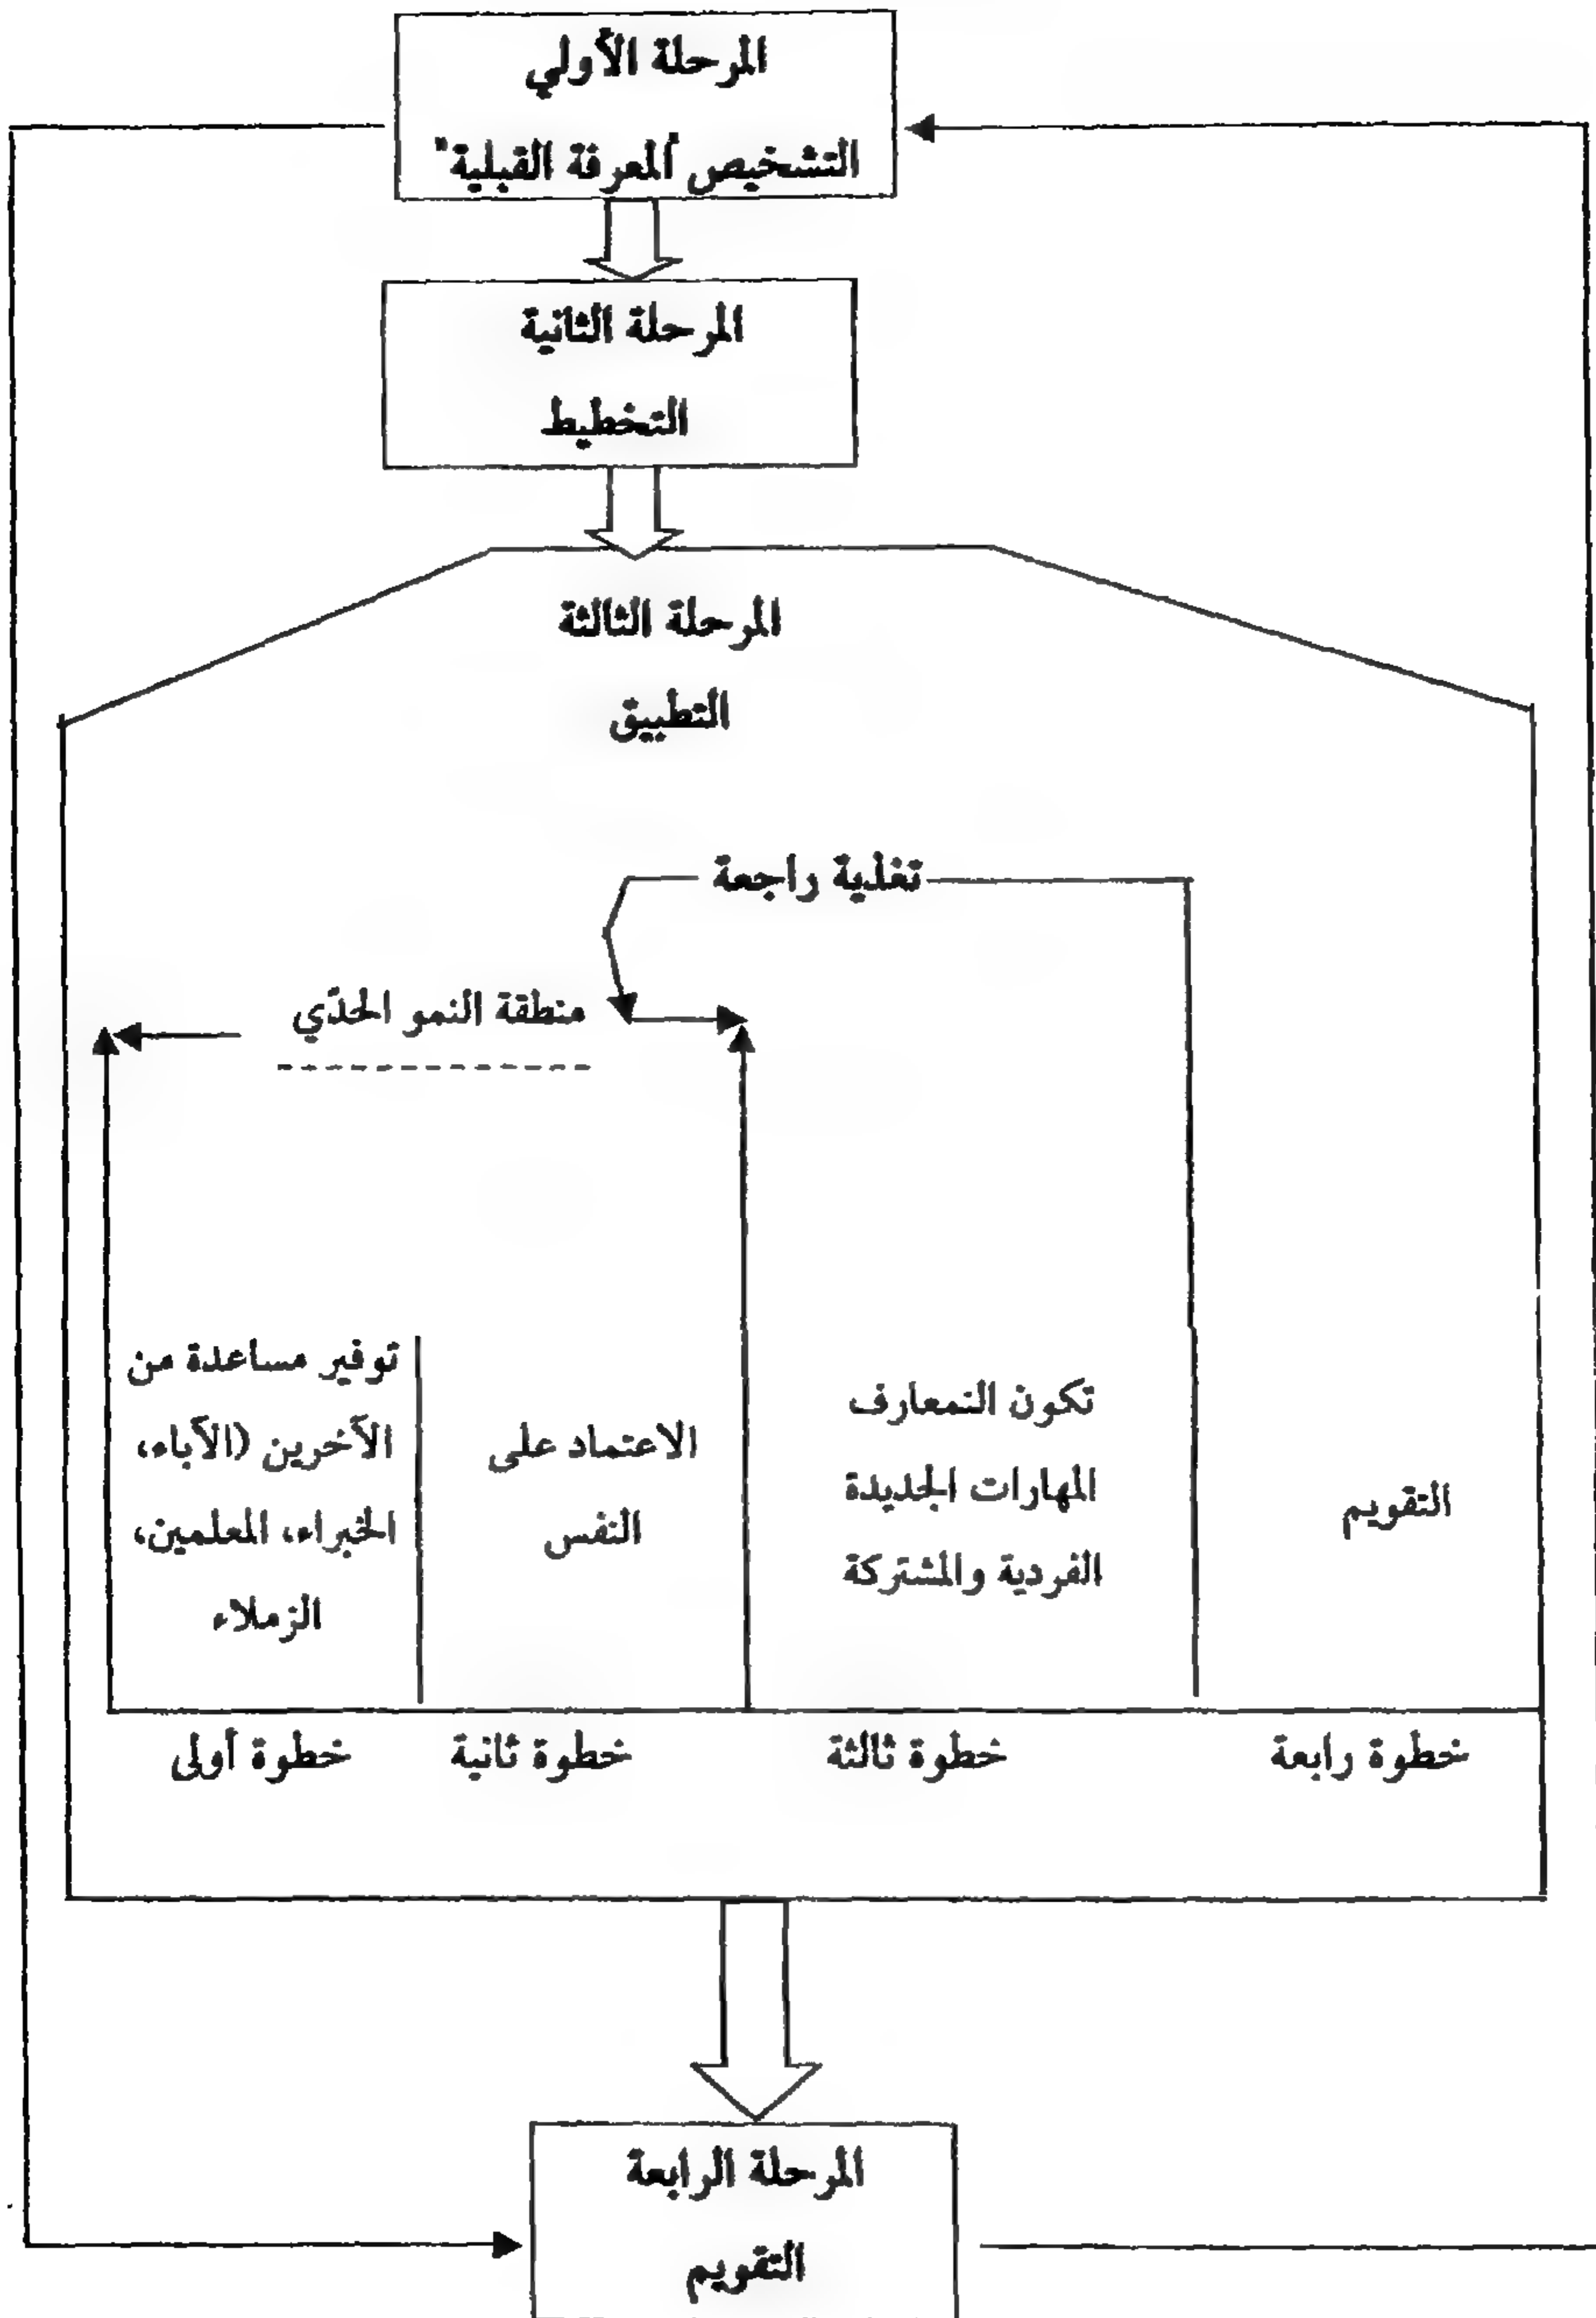 المرحلة الأولي
التشخيص "المعرفة القبلية"
المرحلة الثانية
التخطيط
المرحلة الثالثة
التطبيق
تغذية راجعة
منطقة النمو الحدّي
توفير مساعدة من
الآخرين (الآباء،
الخبراء، المعلمين،
الزملاء
الاعتماد على
النفس
تكون النمعارف
المهارات الجديدة
الفردية والمشتركة
التقويم
خطوة أولى
خطوة ثانية
خطوة ثالثة
خطوة رابعة
المرحلة الرابعة
التقويم